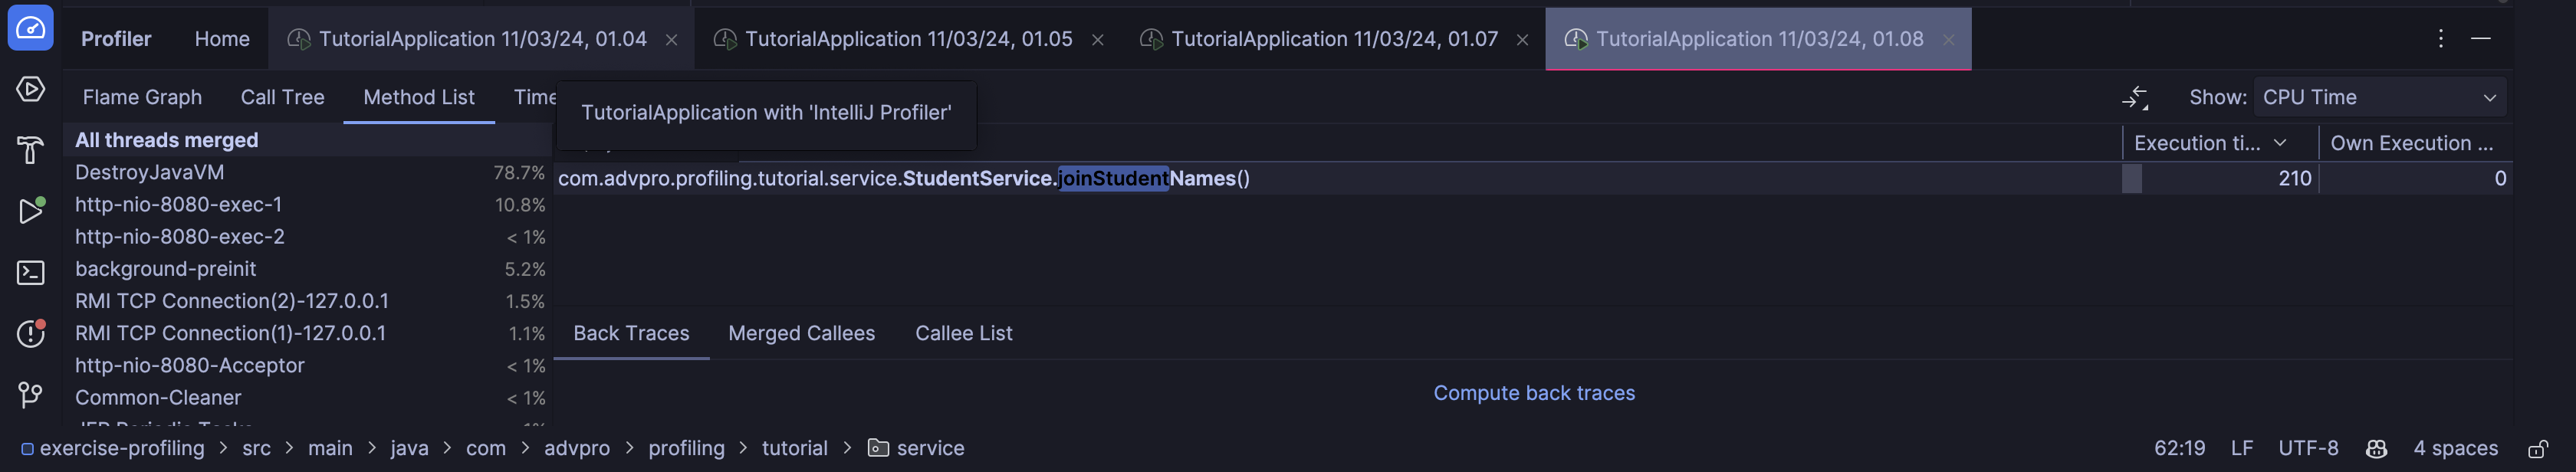 Profiler Home TutorialApplication 11/03/24, 01.04 TutorialApplication 11/03/24, 01.05 TutorialApplication 11/03/24, 01.07 TutorialApplication 11/03/24, 01.08
Flame Graph Call Tree Method List Time Show: CPU Time
TutorialApplication with 'IntelliJ Profiler'
All threads merged
Execution ti... Own Execution ...
DestroyJavaVM 78.7%
com.advpro.profiling.tutorial.service.StudentService.joinStudentNames() 210 0
http-nio-8080-exec-1 10.8%
http-nio-8080-exec-2 < 1%
background-preinit 5.2%
RMI TCP Connection(2)-127.0.0.1 1.5%
RMI TCP Connection(1)-127.0.0.1 1.1%
Back Traces Merged Callees Callee List
http-nio-8080-Acceptor < 1%
Common-Cleaner < 1%
Compute back traces
exercise-profiling > src > main > java > com > advpro > profiling > tutorial > service 62:19 LF UTF-8 4 spaces